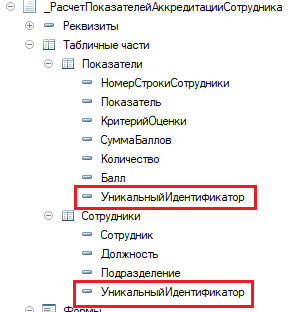 _РасчетПоказателейАккредитацииСотрудника
Реквизиты
Табличные части
Показатели
НомерСтрокиСотрудники
Показатель
КритерийОценки
СуммаБаллов
Количество
Балл
УникальныйИдентификатор
Сотрудники
Сотрудник
Должность
Подразделение
УникальныйИдентификатор
Формы